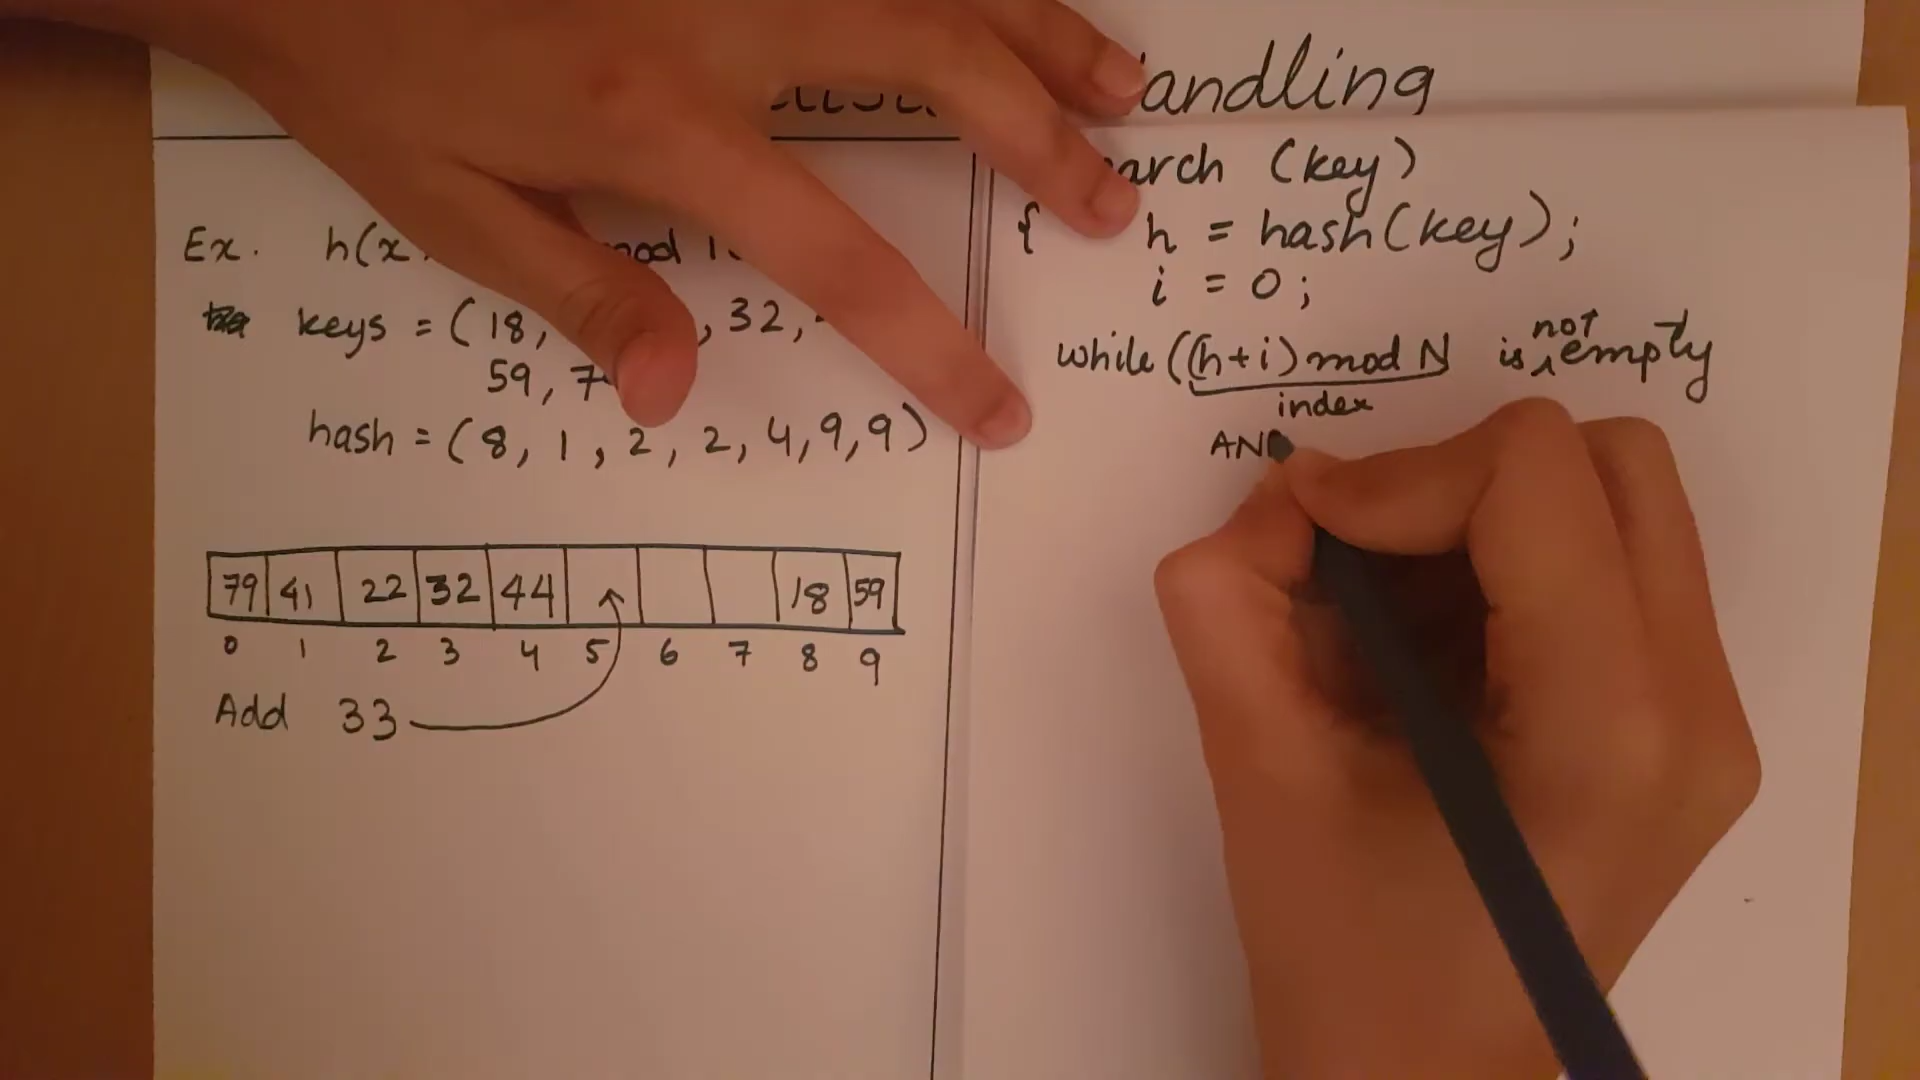 andling
Ex. h(x mod 1
keys = (18, , 32,
59, 7
hash = (8, 1, 2, 2, 4, 9, 9)
79 41 22 32 44 18 59
0 1 2 3 4 5 6 7 8 9
Add 33
arch (key)
{ h = hash(key);
i = 0;
while ((h+i) mod N is not empty
index
AN